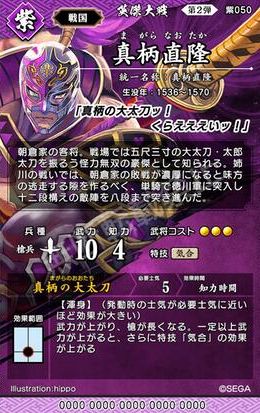 紫
戦国
英傑大戦
第2弾
紫050
まがらなおたか
真柄直隆
統一名称:真柄直隆
生没年:1536~1570
「真柄の大太刀ッ!
くらええええいッ!」
朝倉家の客将。戦場では五尺三寸の大太刀・太郎
太刀を振るう怪力無双の豪傑として知られる。姉
川の戦いでは、朝倉家の敗戦が濃厚になると味方
の逃走する隙を作るべく、単騎で徳川軍に突入し
十二段構えの敵陣を八段まで突き進んだ。
兵種 武力 知力 武将コスト
槍兵 10 4 特技 気合
まがらのおおたち 必要士気 効果時間
真柄の大太刀 5 知力時間
効果範囲
【渾身】(発動時の士気が必要士気に近い
ほど効果が大きい)
武力が上がり、槍が長くなる。一定以上武
力が上がると、さらに特技「気合」の効果
が上がる
Illustration:hippo
©SEGA
0000-0000-0000-0000-0000